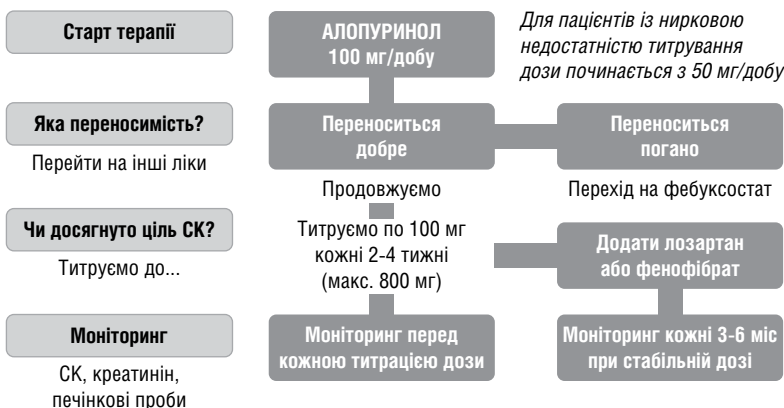 Старт терапії
АЛОПУРИНОЛ
100 мг/добу
Для пацієнтів із нирковою
недостатністю титрування
дози починається з 50 мг/добу
Яка переносимість?
Перейти на інші ліки
Переноситься
добре
Продовжуємо
Переноситься
погано
Перехід на фебуксостат
Чи досягнуто ціль СК?
Титруємо до...
Титруємо по 100 мг
кожні 2-4 тижні
(макс. 800 мг)
Додати лозартан
або фенофібрат
Моніторинг
СК, креатинін,
печінкові проби
Моніторинг перед
кожною титрацією дози
Моніторинг кожні 3-6 міс
при стабільній дозі